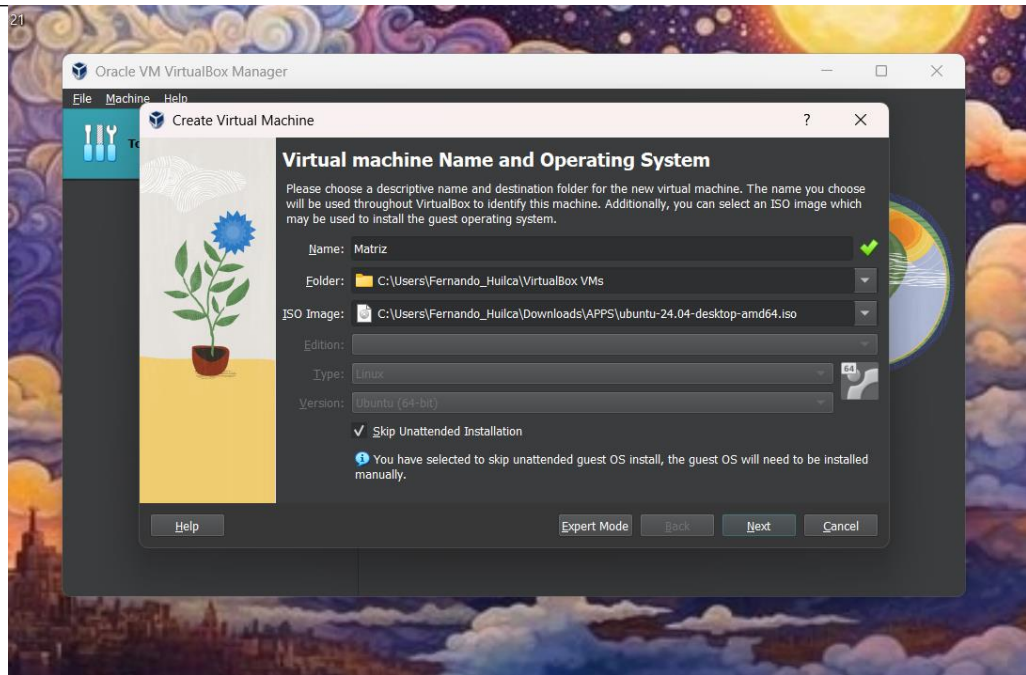 21
Oracle VM VirtualBox Manager
File Machine Help
Create Virtual Machine
?
To
Virtual machine Name and Operating System
Please choose a descriptive name and destination folder for the new virtual machine. The name you choose
will be used throughout VirtualBox to identify this machine. Additionally, you can select an ISO image which
may be used to install the guest operating system.
Name: Matriz
Folder: C:\Users\Fernando_Huilca\VirtualBox VMs
ISO Image: C:\Users\Fernando_Huilca\Downloads\APPS\ubuntu-24.04-desktop-amd64.iso
Edition:
Type: Linux
64
Version: Ubuntu (64-bit)
Skip Unattended Installation
You have selected to skip unattended guest OS install, the guest OS will need to be installed
manually.
Help Expert Mode Back Next Cancel